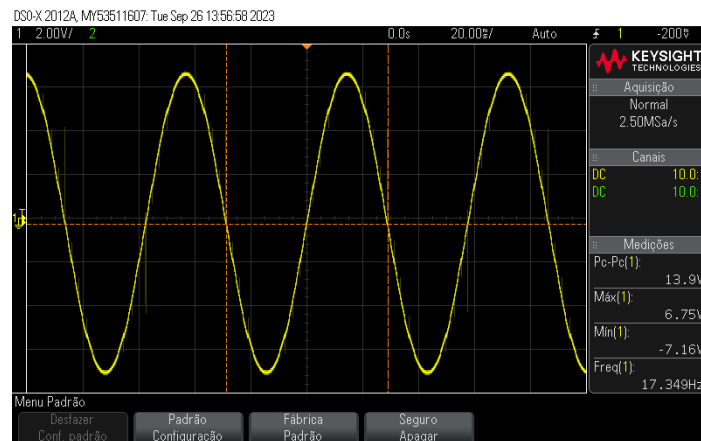 DSO-X 2012A, MY53511607: Tue Sep 26 13:56:58 2023
1 2.00V/ 2 0.0s 20.00ms/ Auto 1 -200mV
KEYSIGHT
TECHNOLOGIES
Aquisição
Normal
2.50MSa/s
Canais
DC 10.0:
DC 10.0:
Medições
Pc-Pc(1):
13.9V
Máx(1):
6.75V
Mín(1):
-7.16V
Freq(1):
17.349Hz
Menu Padrão
Desfazer
Conf. padrão
Padrão
Configuração
Fábrica
Padrão
Seguro
Apagar